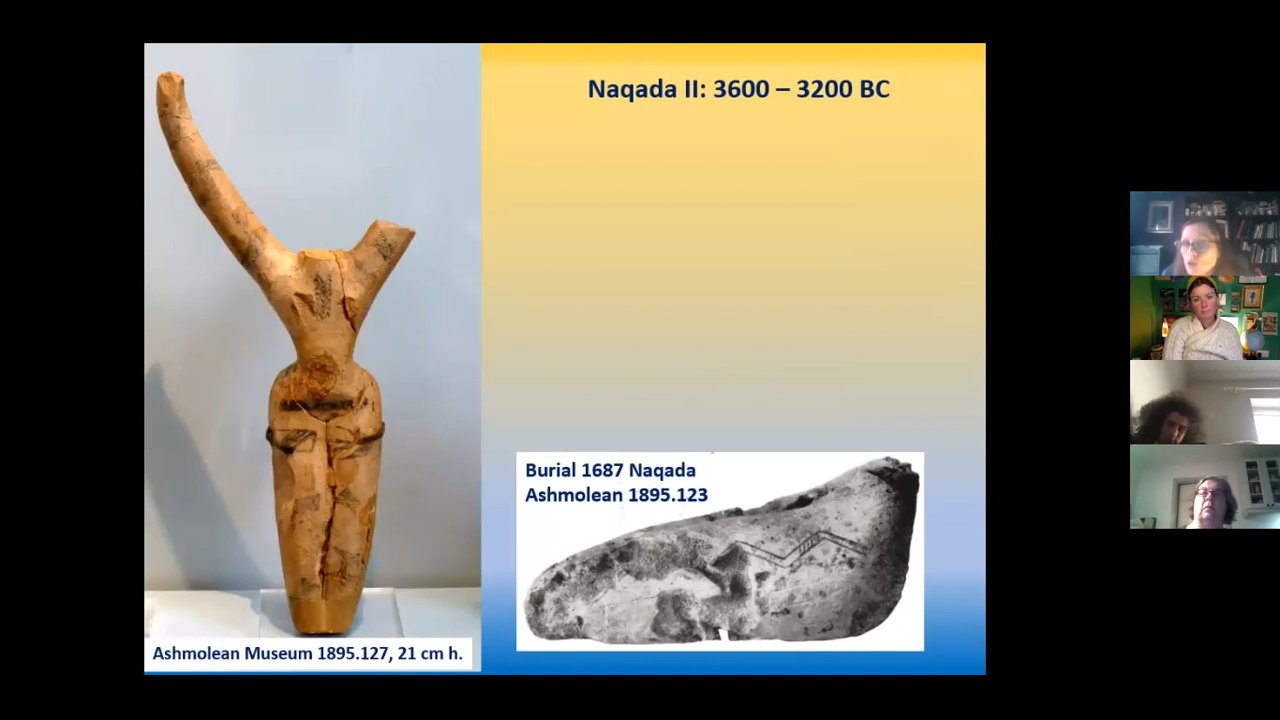 Naqada II: 3600 – 3200 BC
Burial 1687 Naqada
Ashmolean 1895.123
Ashmolean Museum 1895.127, 21 cm h.